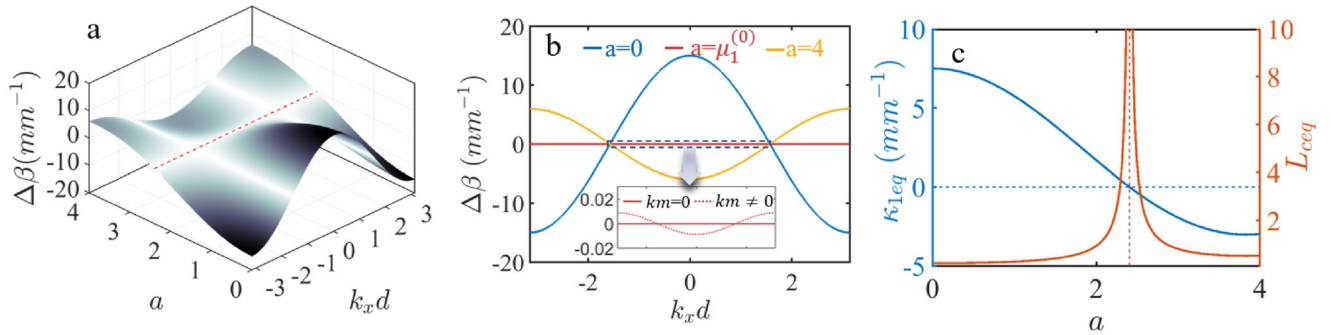 a
Δβ(mm⁻¹)
20
10
0
-10
-20
4
3
2
1
0
a
-3
-2
-1
0
1
2
3
kₓd
b
a=0
a=μ₁⁽⁰⁾
a=4
Δβ (mm⁻¹)
20
10
0
-10
-20
km=0
km ≠ 0
0.02
0
-0.02
-2
0
2
kₓd
c
κ₁eq (mm⁻¹)
10
5
0
-5
L_ceq
10
8
6
4
2
0
2
4
a